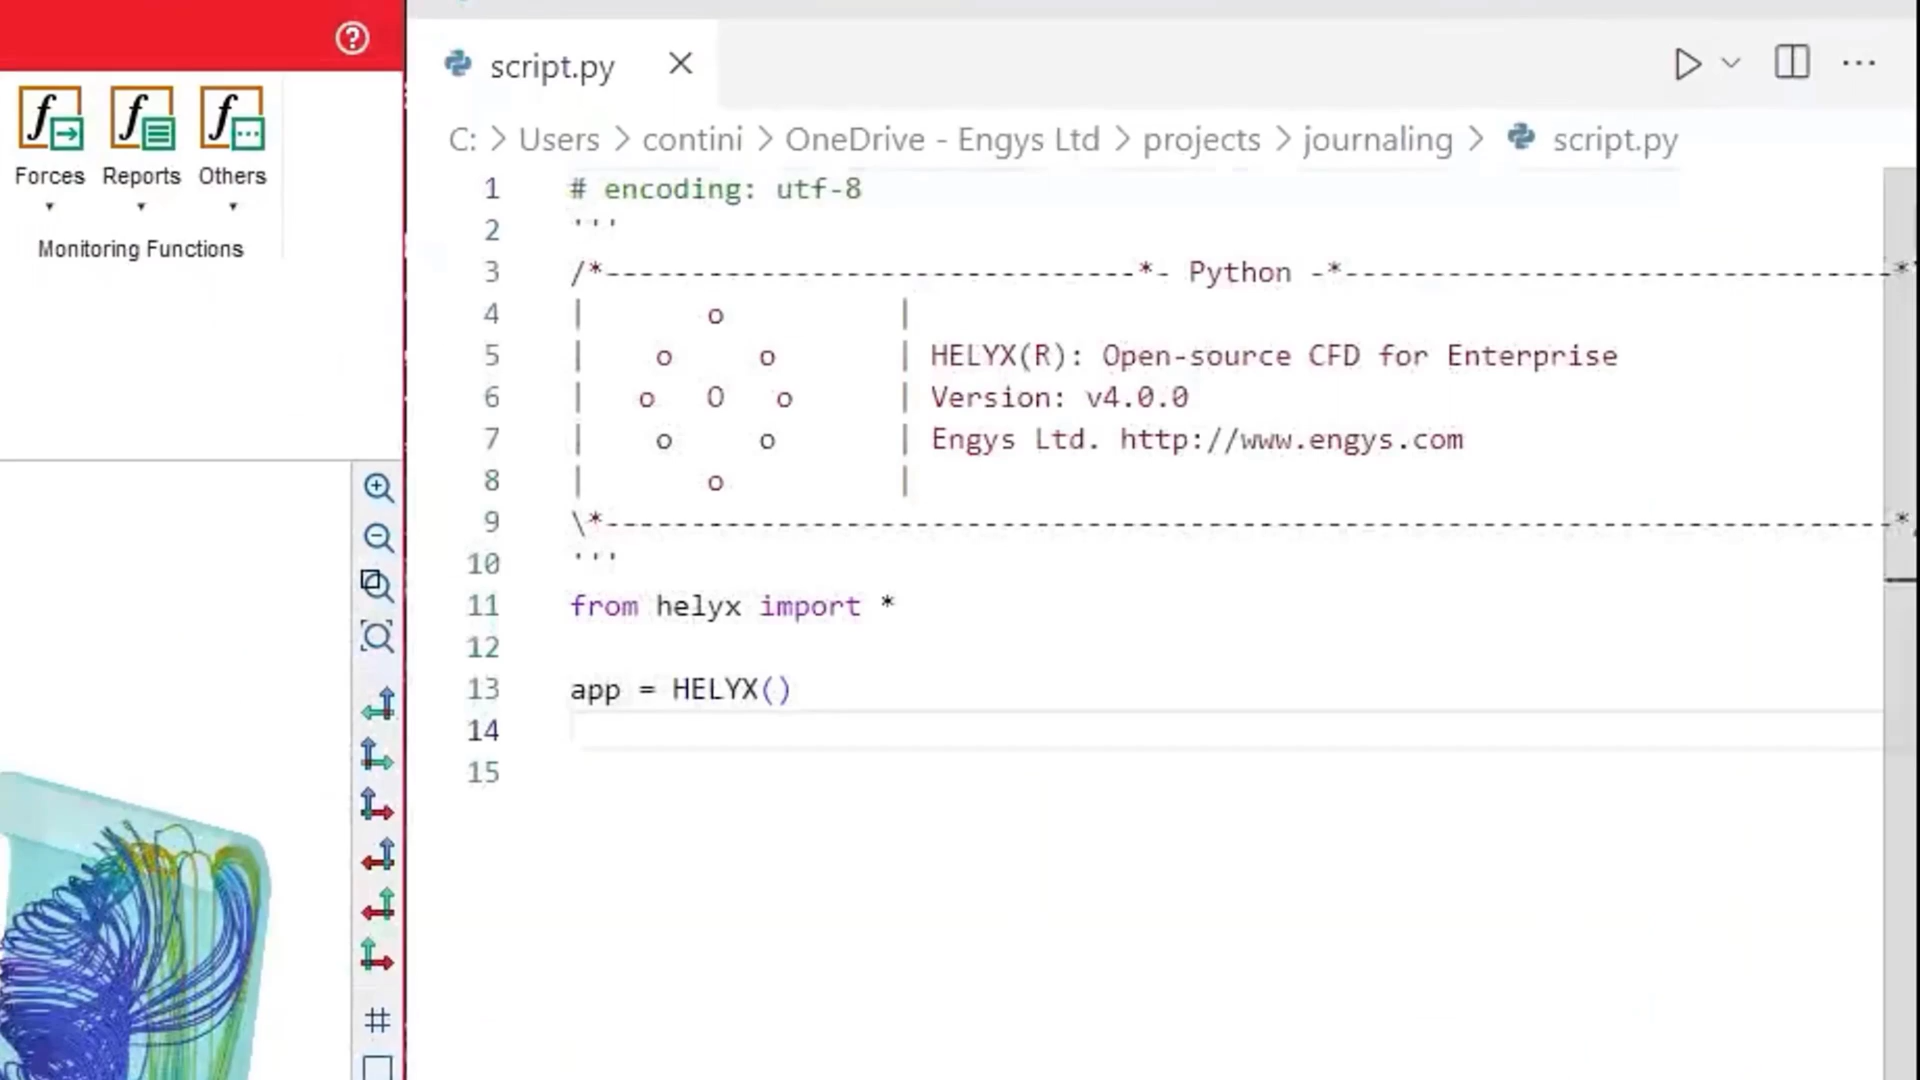 Forces Reports Others
Monitoring Functions
script.py
C: > Users > contini > OneDrive - Engys Ltd > projects > journaling > script.py
1 # encoding: utf-8
2 '''
3 /*-------------------------------*- Python -*--------------------------------*
4 | o |
5 | o o | HELYX(R): Open-source CFD for Enterprise
6 | o O o | Version: v4.0.0
7 | o o | Engys Ltd. http://www.engys.com
8 | o |
9 \*---------------------------------------------------------------------------*
10 '''
11 from helyx import *
12
13 app = HELYX()
14
15